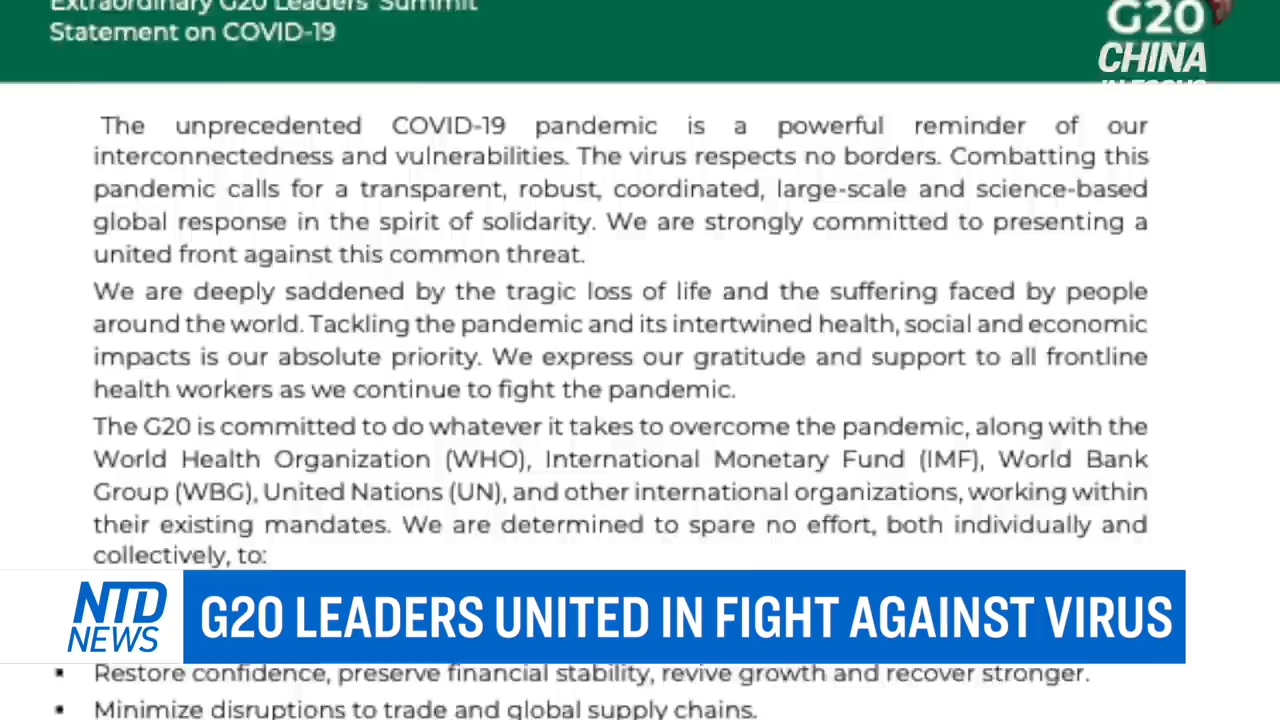 Extraordinary G20 Leaders' Summit
Statement on COVID-19
G20
CHINA
IN FOCUS
The unprecedented COVID-19 pandemic is a powerful reminder of our
interconnectedness and vulnerabilities. The virus respects no borders. Combatting this
pandemic calls for a transparent, robust, coordinated, large-scale and science-based
global response in the spirit of solidarity. We are strongly committed to presenting a
united front against this common threat.
We are deeply saddened by the tragic loss of life and the suffering faced by people
around the world. Tackling the pandemic and its intertwined health, social and economic
impacts is our absolute priority. We express our gratitude and support to all frontline
health workers as we continue to fight the pandemic.
The G20 is committed to do whatever it takes to overcome the pandemic, along with the
World Health Organization (WHO), International Monetary Fund (IMF), World Bank
Group (WBG), United Nations (UN), and other international organizations, working within
their existing mandates. We are determined to spare no effort, both individually and
collectively, to:
NTD
NEWS
G20 LEADERS UNITED IN FIGHT AGAINST VIRUS
▪ Restore confidence, preserve financial stability, revive growth and recover stronger.
▪ Minimize disruptions to trade and global supply chains.